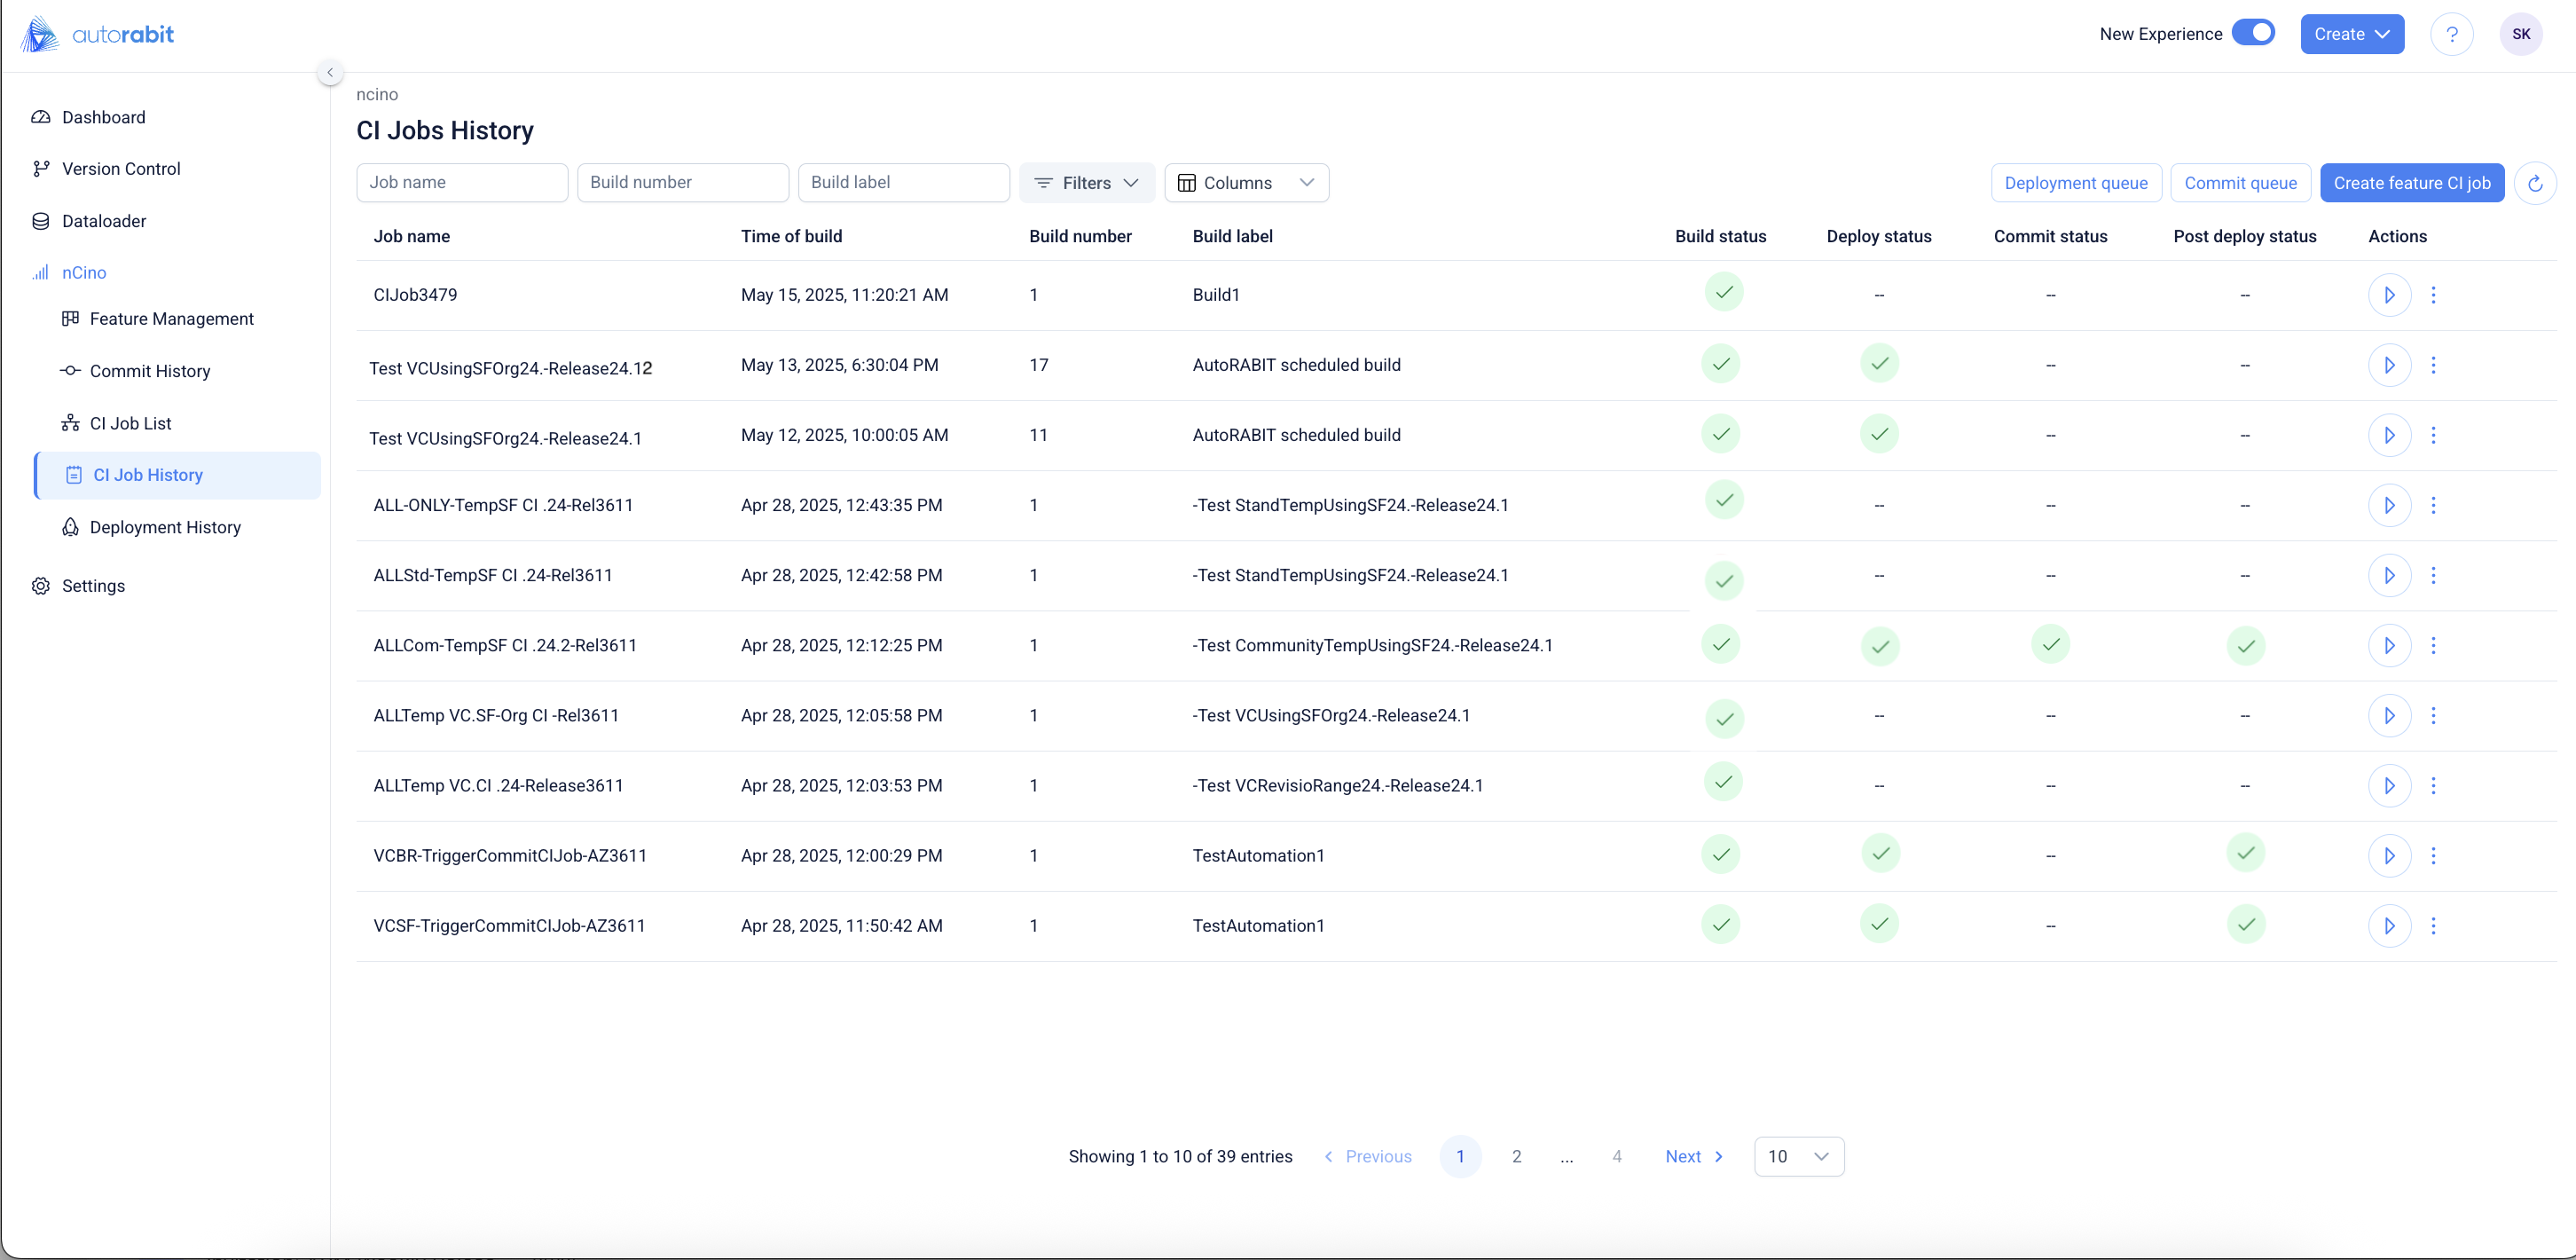 autorabit
New Experience Create ? SK
Dashboard
Version Control
Dataloader
nCino
Feature Management
Commit History
CI Job List
CI Job History
Deployment History
Settings
ncino
CI Jobs History
Job name Build number Build label Filters Columns Deployment queue Commit queue Create feature CI job
Job name Time of build Build number Build label Build status Deploy status Commit status Post deploy status Actions
CIJob3479 May 15, 2025, 11:20:21 AM 1 Build1 -- -- --
Test VCUsingSFOrg24.-Release24.12 May 13, 2025, 6:30:04 PM 17 AutoRABIT scheduled build -- --
Test VCUsingSFOrg24.-Release24.1 May 12, 2025, 10:00:05 AM 11 AutoRABIT scheduled build -- --
ALL-ONLY-TempSF CI .24-Rel3611 Apr 28, 2025, 12:43:35 PM 1 -Test StandTempUsingSF24.-Release24.1 -- -- --
ALLStd-TempSF CI .24-Rel3611 Apr 28, 2025, 12:42:58 PM 1 -Test StandTempUsingSF24.-Release24.1 -- -- --
ALLCom-TempSF CI .24.2-Rel3611 Apr 28, 2025, 12:12:25 PM 1 -Test CommunityTempUsingSF24.-Release24.1
ALLTemp VC.SF-Org CI -Rel3611 Apr 28, 2025, 12:05:58 PM 1 -Test VCUsingSFOrg24.-Release24.1 -- -- --
ALLTemp VC.CI .24-Release3611 Apr 28, 2025, 12:03:53 PM 1 -Test VCRevisioRange24.-Release24.1 -- -- --
VCBR-TriggerCommitCIJob-AZ3611 Apr 28, 2025, 12:00:29 PM 1 TestAutomation1 --
VCSF-TriggerCommitCIJob-AZ3611 Apr 28, 2025, 11:50:42 AM 1 TestAutomation1 --
Showing 1 to 10 of 39 entries Previous 1 2 ... 4 Next 10